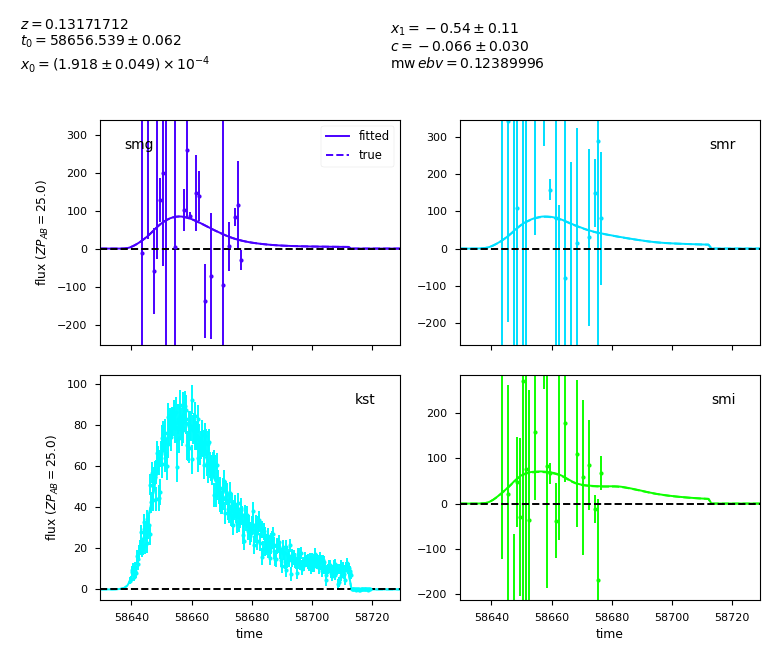 z = 0.13171712
t0 = 58656.539 ± 0.062
x0 = (1.918 ± 0.049) × 10^−4
x1 = −0.54 ± 0.11
c = −0.066 ± 0.030
mwebv = 0.12389996
smg
fitted
true
300
200
100
0
−100
−200
flux (ZP_AB = 25.0)
smr
300
200
100
0
−100
−200
kst
100
80
60
40
20
0
flux (ZP_AB = 25.0)
58640 58660 58680 58700 58720
time
smi
200
100
0
−100
−200
58640 58660 58680 58700 58720
time